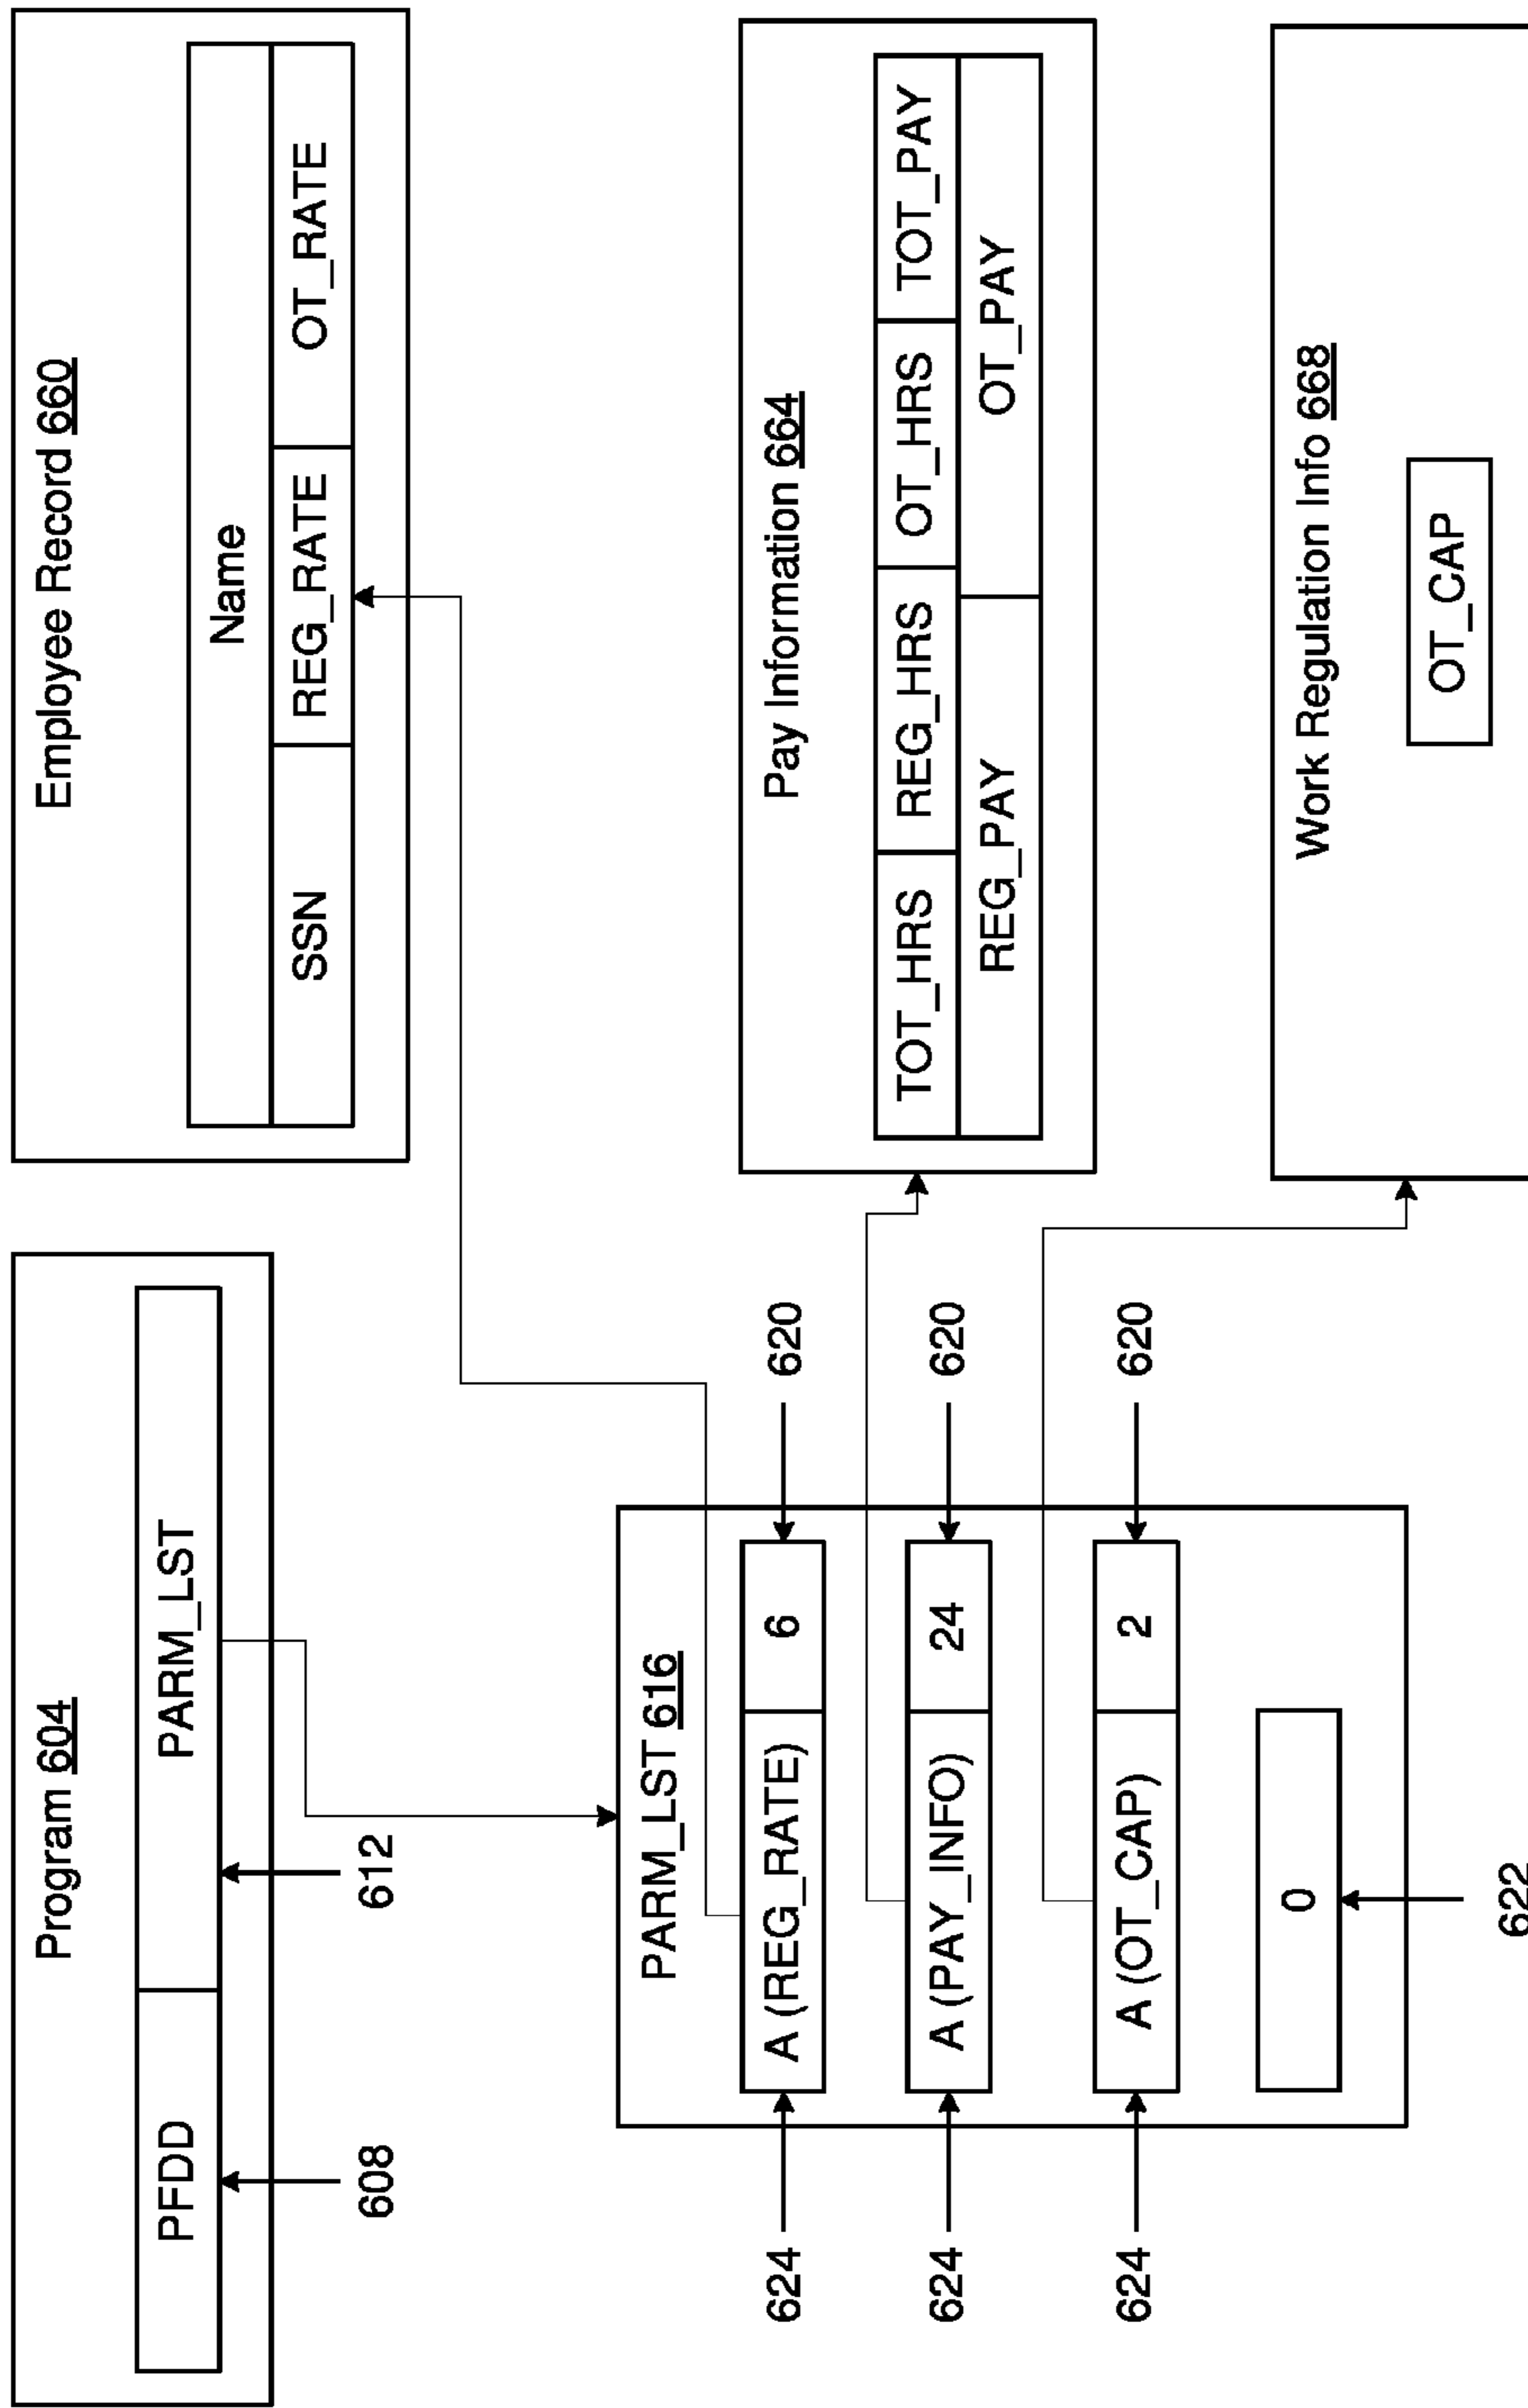 Program 604
PFDD
PARM_LST
608
612
PARM_LST 616
624
A (REG_RATE)
6
620
624
A (PAY_INFO)
24
620
624
A (OT_CAP)
2
620
0
622
Employee Record 660
Name
SSN
REG_RATE
OT_RATE
Pay Information 664
TOT_HRS
REG_HRS
OT_HRS
TOT_PAY
REG_PAY
OT_PAY
Work Regulation Info 668
OT_CAP